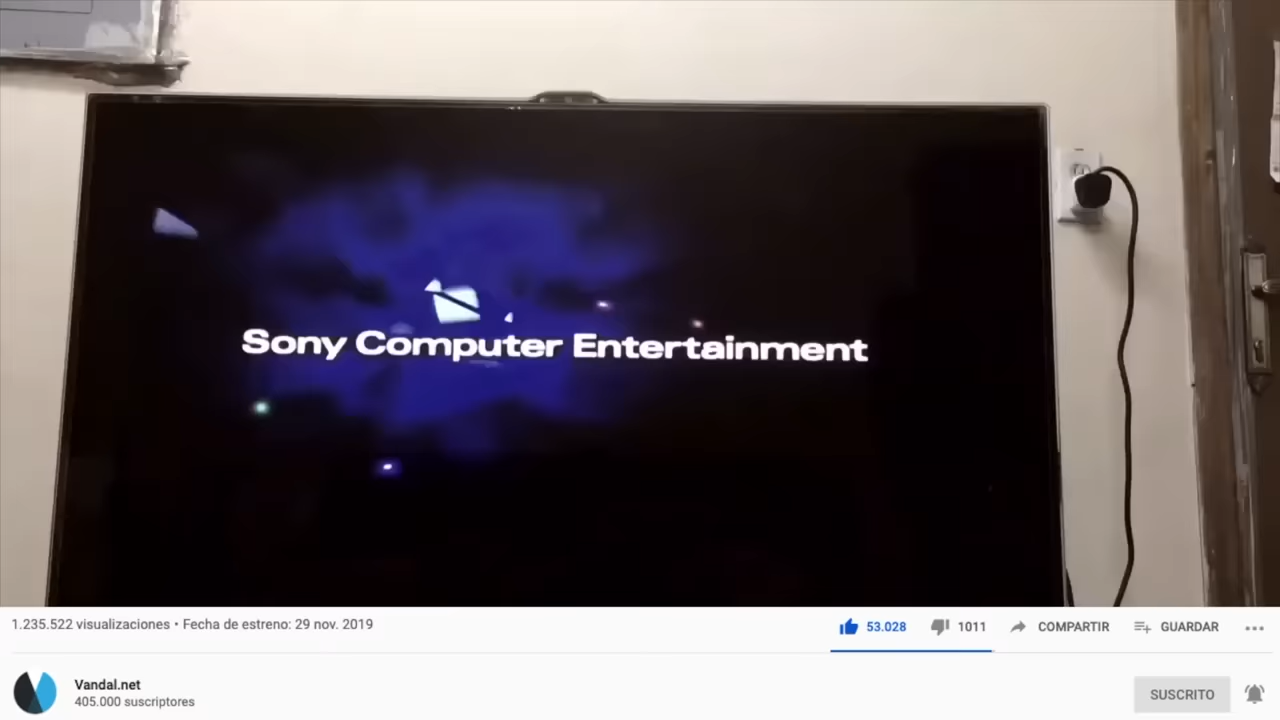 Sony Computer Entertainment
1.235.522 visualizaciones • Fecha de estreno: 29 nov. 2019
53.028
1011
COMPARTIR
GUARDAR
Vandal.net
405.000 suscriptores
SUSCRITO